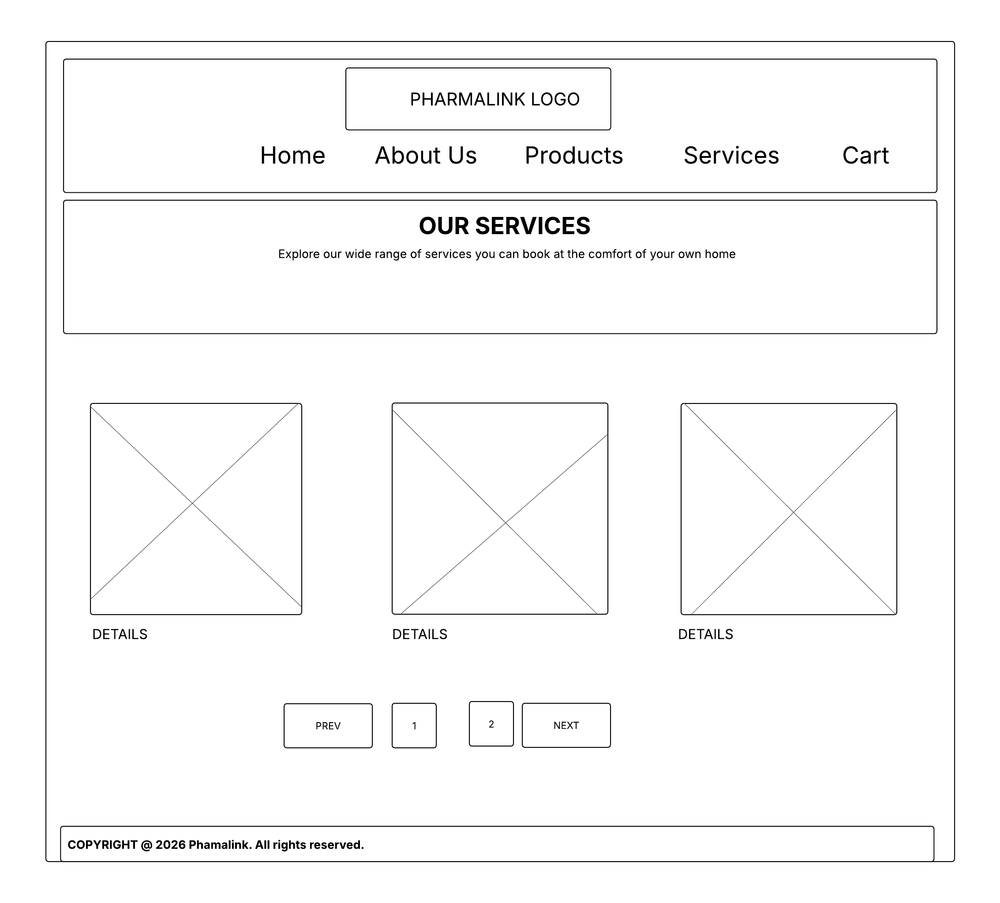 PHARMALINK LOGO
Home About Us Products Services Cart
OUR SERVICES
Explore our wide range of services you can book at the comfort of your own home
DETAILS DETAILS DETAILS
PREV 1 2 NEXT
COPYRIGHT @ 2026 Phamalink. All rights reserved.